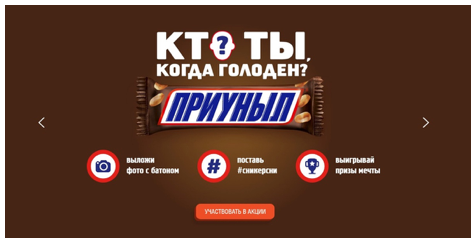 КТО ТЫ,
КОГДА ГОЛОДЕН?
ПРИУНЫЛ
выложи
фото с батоном
поставь
#сникерсни
выигрывай
призы мечты
УЧАСТВОВАТЬ В АКЦИИ